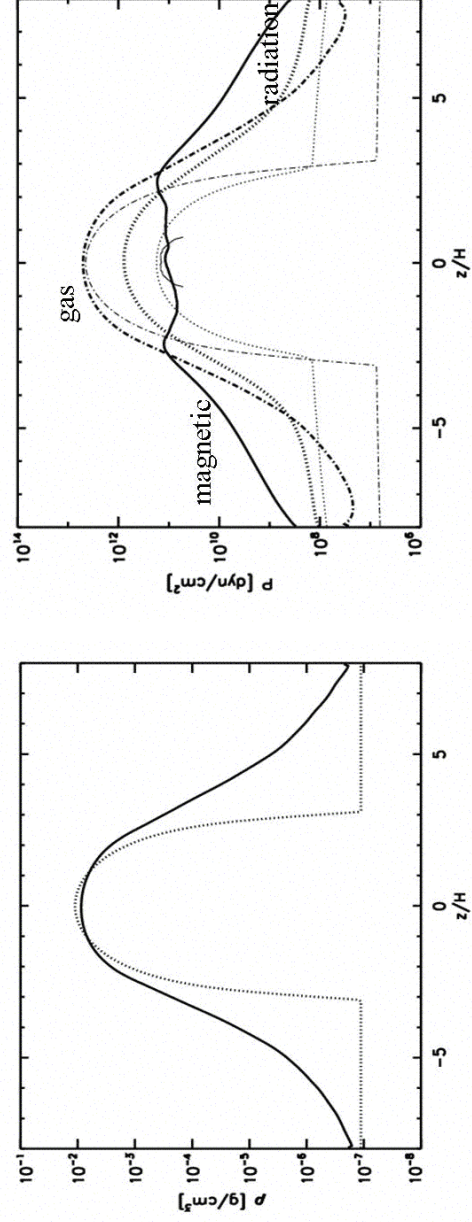 10⁻¹
10⁻²
10⁻³
10⁻⁴
10⁻⁵
10⁻⁶
10⁻⁷
10⁻⁸
ρ [g/cm³]
-5
0
5
z/H
10¹⁴
10¹²
10¹⁰
10⁸
10⁶
P [dyn/cm²]
gas
magnetic
radiation
-5
0
5
z/H